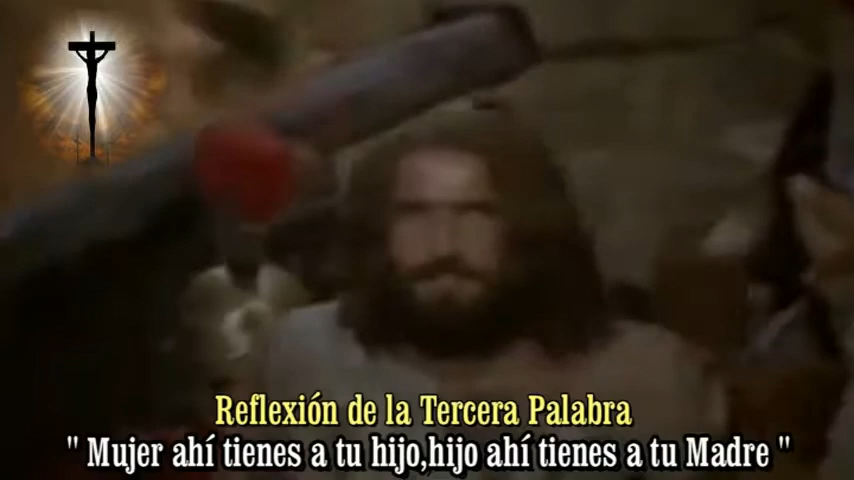 Reflexión de la Tercera Palabra
" Mujer ahí tienes a tu hijo,hijo ahí tienes a tu Madre "